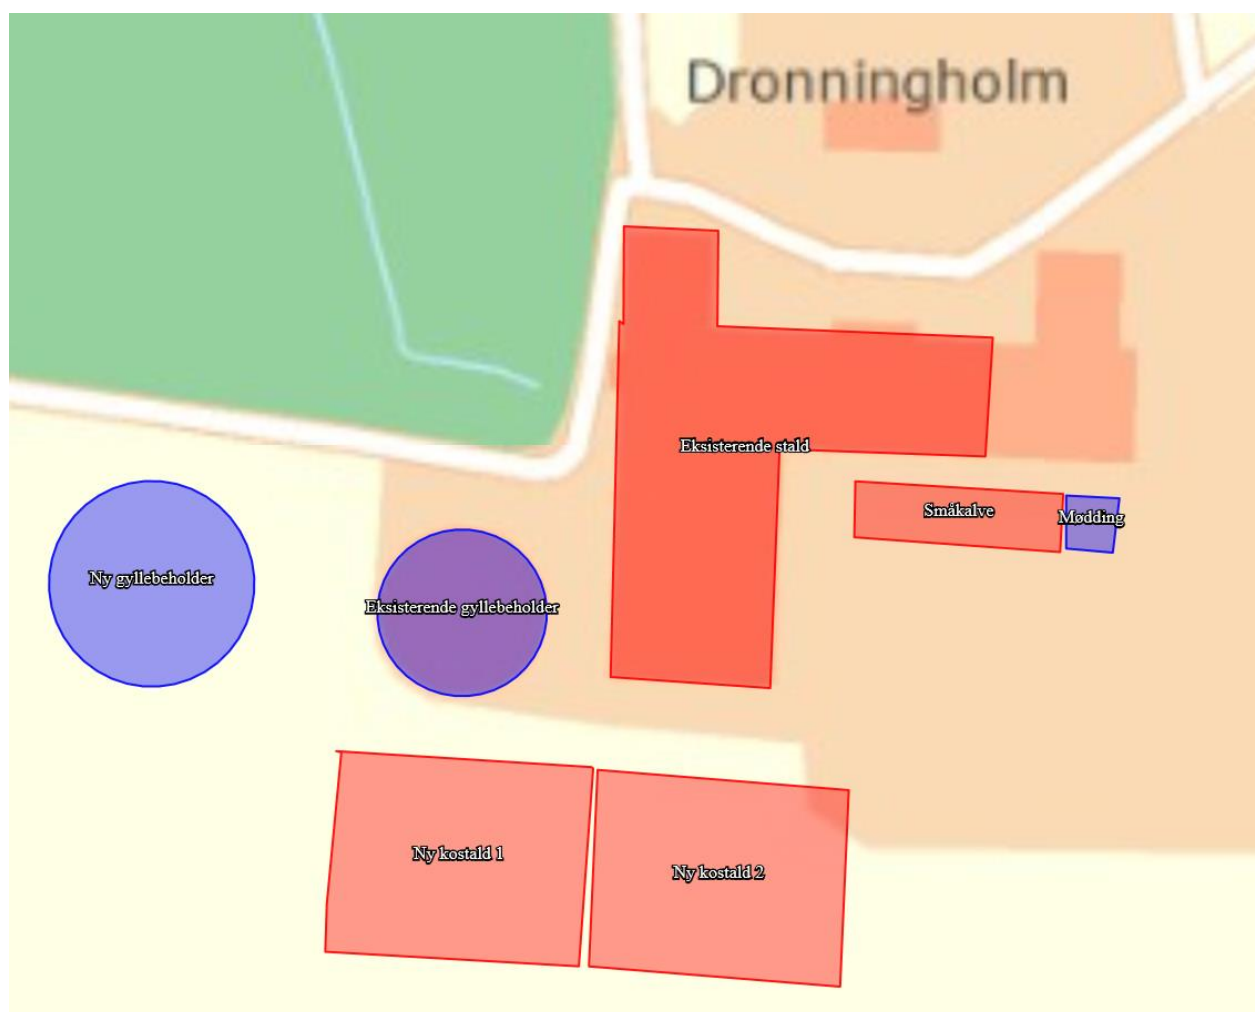 Dronningholm
Eksisterende stald
Småkalve
Mødding
Ny gyllebeholder
Eksisterende gyllebeholder
Ny kostald 1
Ny kostald 2